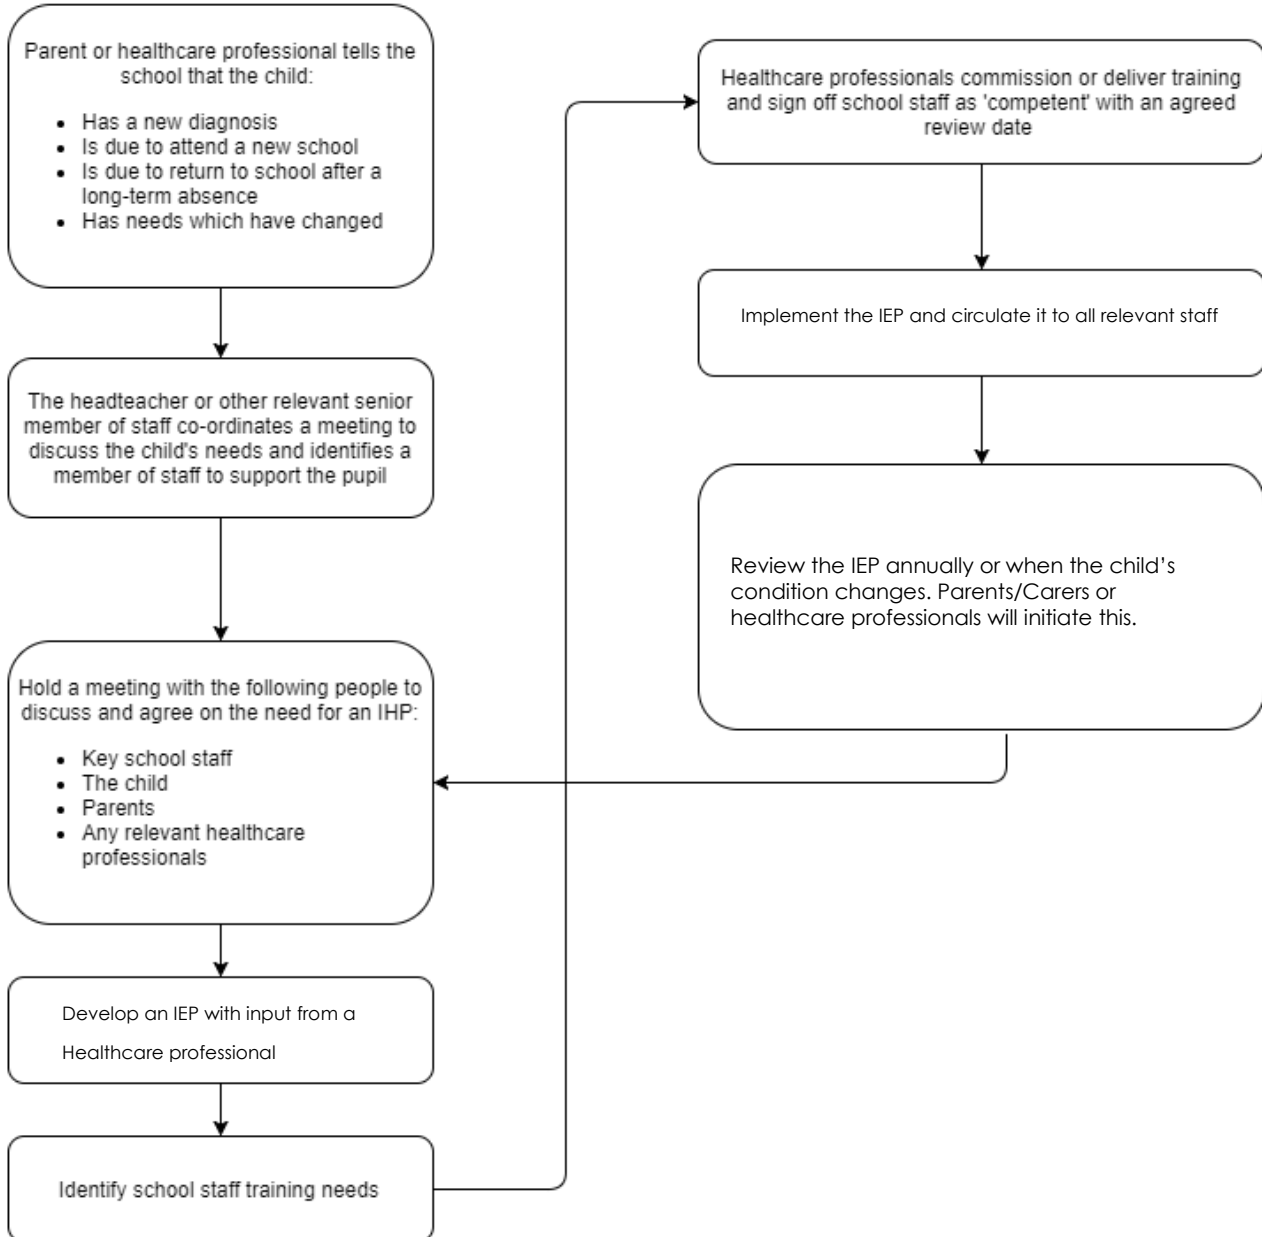 Parent or healthcare professional tells the
school that the child:
• Has a new diagnosis
• Is due to attend a new school
• Is due to return to school after a
long-term absence
• Has needs which have changed
The headteacher or other relevant senior
member of staff co-ordinates a meeting to
discuss the child's needs and identifies a
member of staff to support the pupil
Hold a meeting with the following people to
discuss and agree on the need for an IHP:
• Key school staff
• The child
• Parents
• Any relevant healthcare
professionals
Develop an IEP with input from a
Healthcare professional
Identify school staff training needs
Healthcare professionals commission or deliver training
and sign off school staff as 'competent' with an agreed
review date
Implement the IEP and circulate it to all relevant staff
Review the IEP annually or when the child’s
condition changes. Parents/Carers or
healthcare professionals will initiate this.